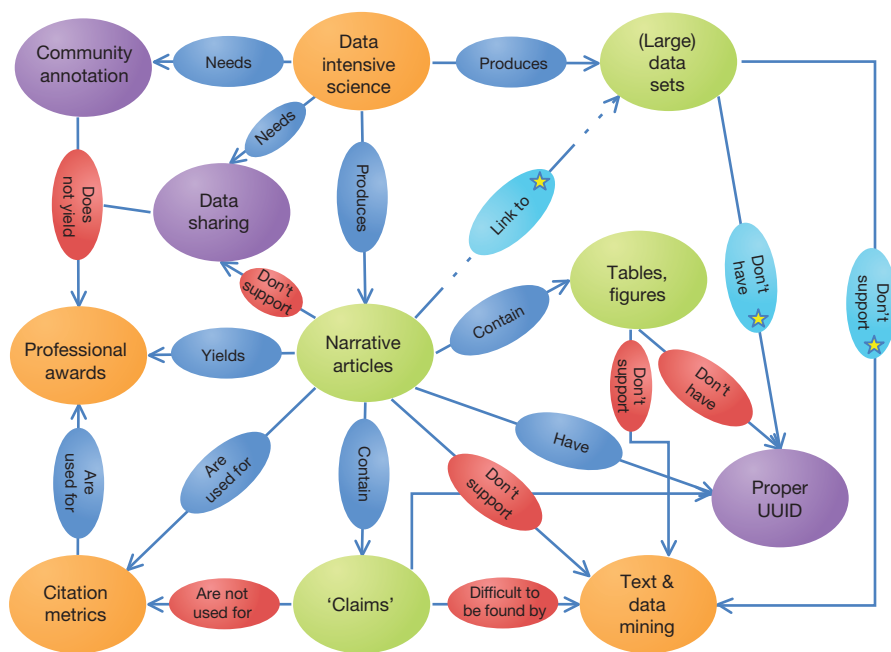 Community
annotation
Needs
Data
intensive
science
Produces
(Large)
data
sets
Needs
Does
not yield
Data
sharing
Produces
Link to
Don't
support
Tables,
figures
Don't
have
Don't
support
Professional
awards
Yields
Narrative
articles
Contain
Don't
support
Don't
have
Are
used for
Are
used for
Contain
Don't
support
Have
Proper
UUID
Citation
metrics
Are not
used for
'Claims'
Difficult to
be found by
Text &
data
mining